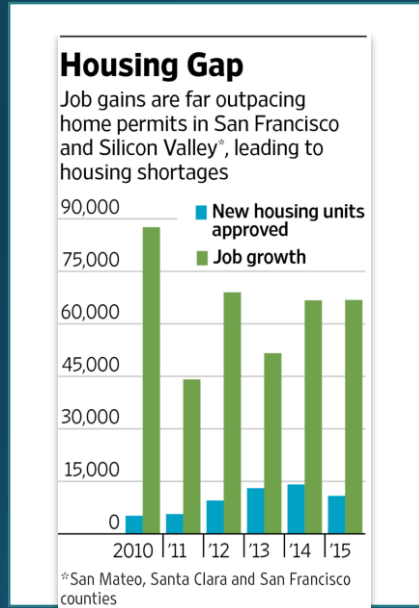 Housing Gap
Job gains are far outpacing
home permits in San Francisco
and Silicon Valley*, leading to
housing shortages
90,000
New housing units
approved
75,000
Job growth
60,000
45,000
30,000
15,000
0
2010 '11 '12 '13 '14 '15
*San Mateo, Santa Clara and San Francisco
counties